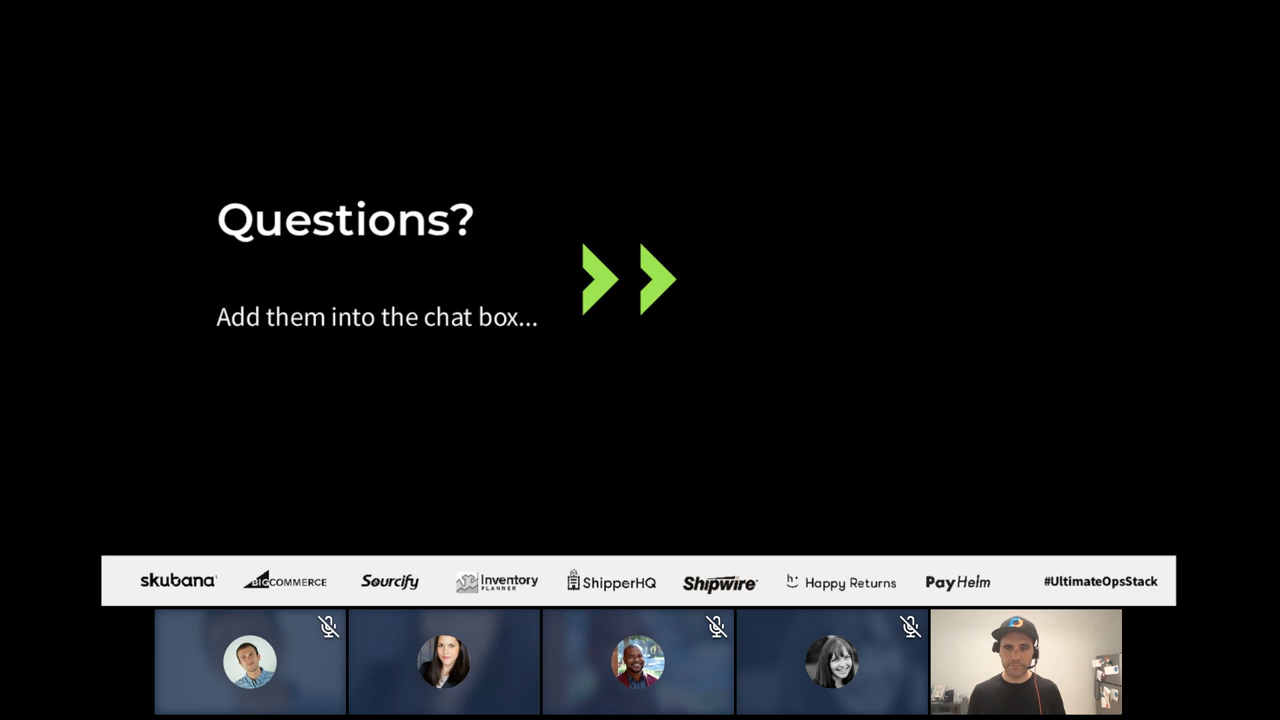 Questions?
Add them into the chat box...
skubana BIGCOMMERCE Sourcify Inventory PLANNER ShipperHQ Shipwire Happy Returns PayHelm #UltimateOpsStack